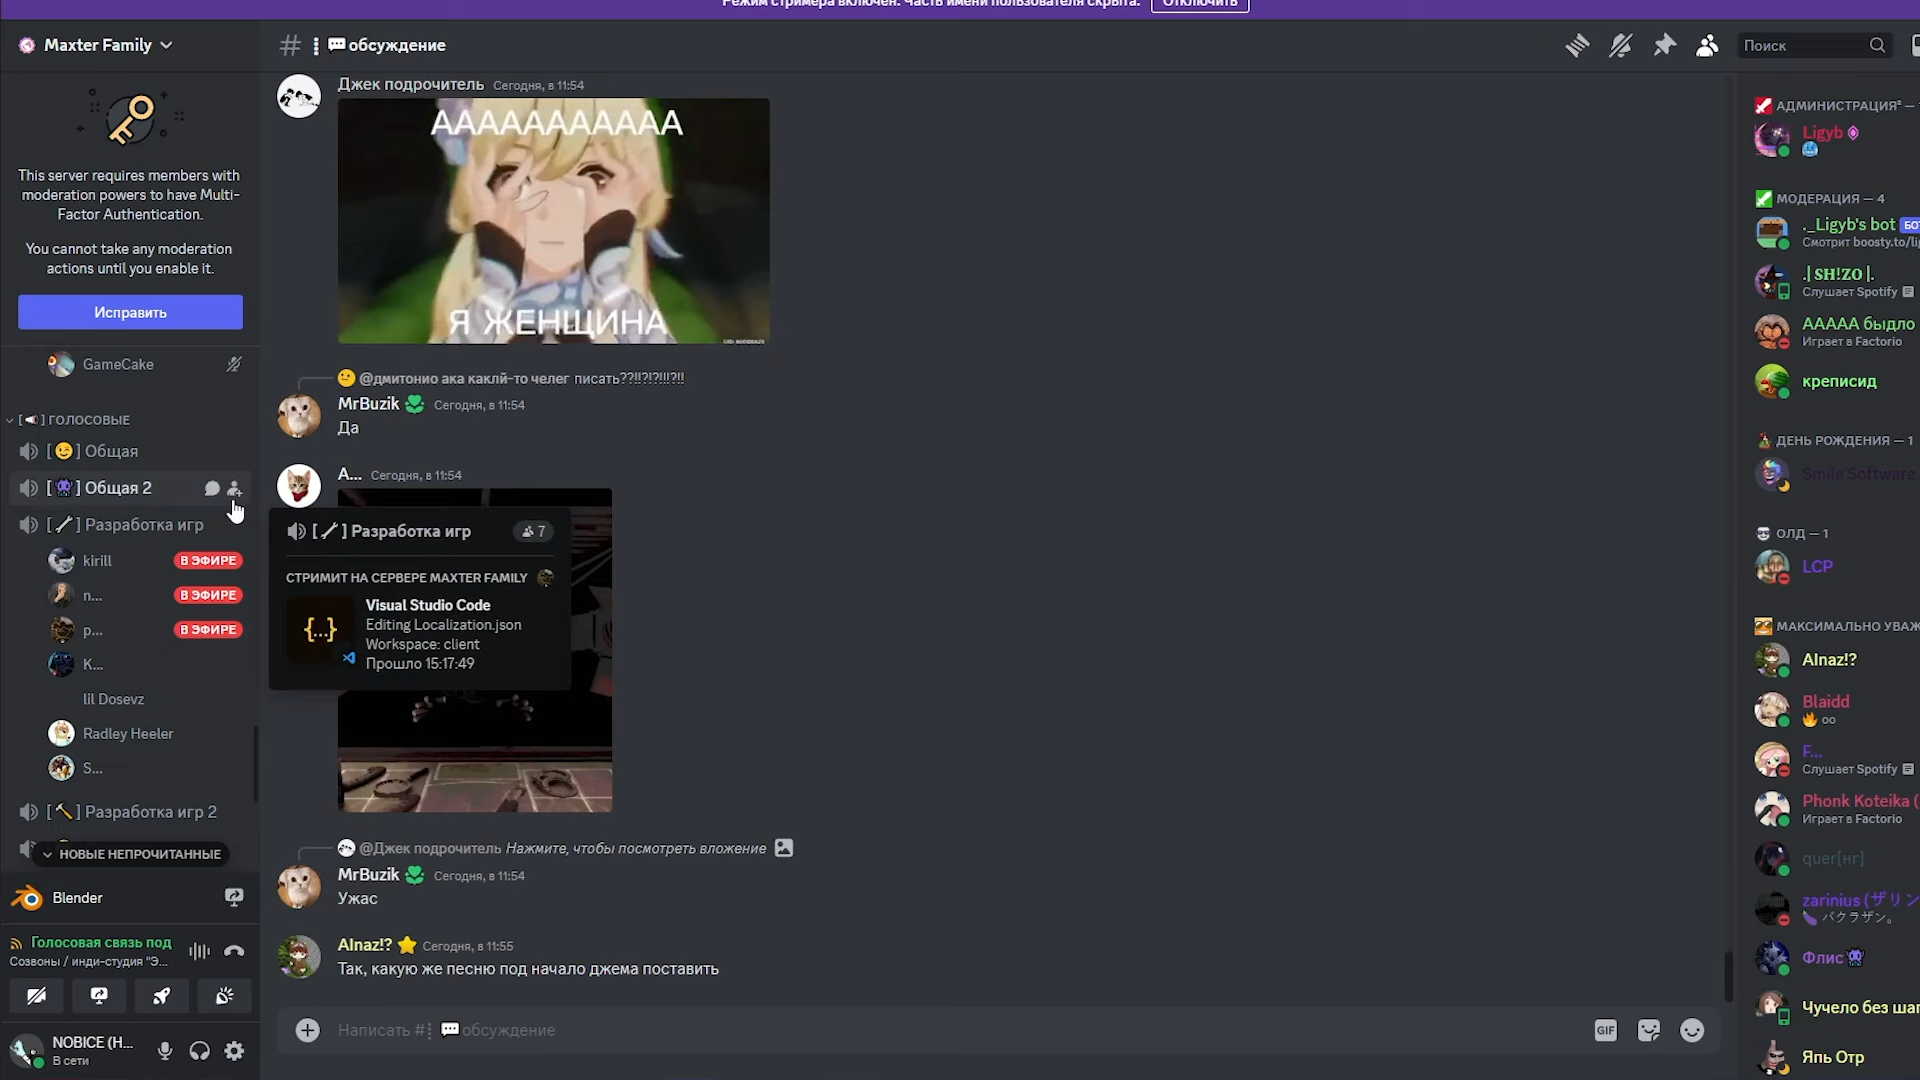 Режим стримера включен. Часть имени пользователя скрыта.
Отключить
Maxter Family
This server requires members with
moderation powers to have Multi-
Factor Authentication.
You cannot take any moderation
actions until you enable it.
Исправить
GameCake
[📢] ГОЛОСОВЫЕ
[😉] Общая
[👾] Общая 2
[🔧] Разработка игр
kirill
В ЭФИРЕ
n...
В ЭФИРЕ
p...
В ЭФИРЕ
K...
lil Dosevz
Radley Heeler
S...
[🔨] Разработка игр 2
НОВЫЕ НЕПРОЧИТАННЫЕ
Blender
Голосовая связь под
Созвоны / инди-студия "Э...
NOBICE (H...
В сети
# ⁞ 💬обсуждение
Джек подрочитель Сегодня, в 11:54
ААААААААААА
Я ЖЕНЩИНА
@дмитонио ака каклй-то челег писать??!!?!?!!!?!!
MrBuzik Сегодня, в 11:54
Да
А... Сегодня, в 11:54
[🔧] Разработка игр
7
СТРИМИТ НА СЕРВЕРЕ MAXTER FAMILY
{...}
Visual Studio Code
Editing Localization.json
Workspace: client
Прошло 15:17:49
@Джек подрочитель Нажмите, чтобы посмотреть вложение
MrBuzik Сегодня, в 11:54
Ужас
Alnaz!? ⭐ Сегодня, в 11:55
Так, какую же песню под начало джема поставить
Написать #⁞ 💬обсуждение
GIF
Поиск
АДМИНИСТРАЦИЯ² —
Ligyb
МОДЕРАЦИЯ — 4
._Ligyb's bot
БО
Смотрит boosty.to/li
.| SH!ZO |.
Слушает Spotify
ААААА быдло
Играет в Factorio
креписид
ДЕНЬ РОЖДЕНИЯ — 1
Smile Software
ОЛД — 1
LCP
МАКСИМАЛЬНО УВАЖ
Alnaz!?
Blaidd
🔥 oo
F...
Слушает Spotify
Phonk Koteika (
Играет в Factorio
quer[нг]
zarinius (ザリン
🍆 バクラザン。
Флис👾
Чучело без шап
Япь Отр